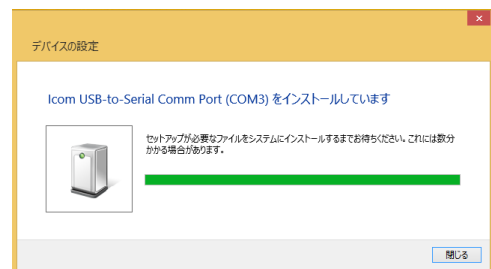 デバイスの設定
Icom USB-to-Serial Comm Port (COM3) をインストールしています
セットアップが必要なファイルをシステムにインストールするまでお待ちください。これには数分
かかる場合があります。
閉じる